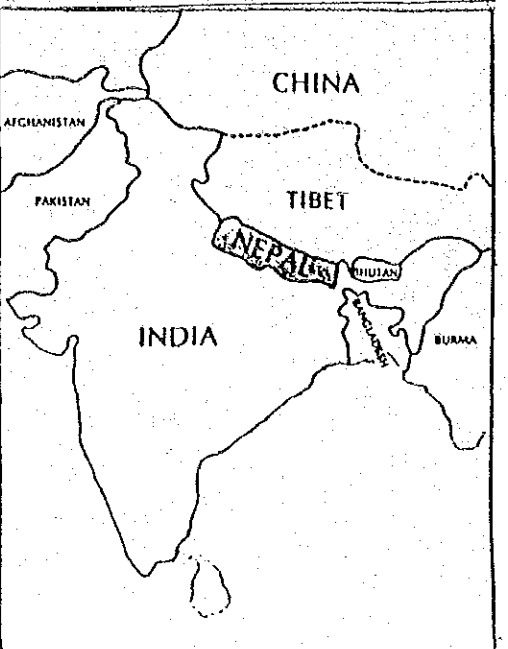 CHINA
AFGHANISTAN
TIBET
PAKISTAN
NEPAL
BHUTAN
INDIA
BANGLADESH
BURMA